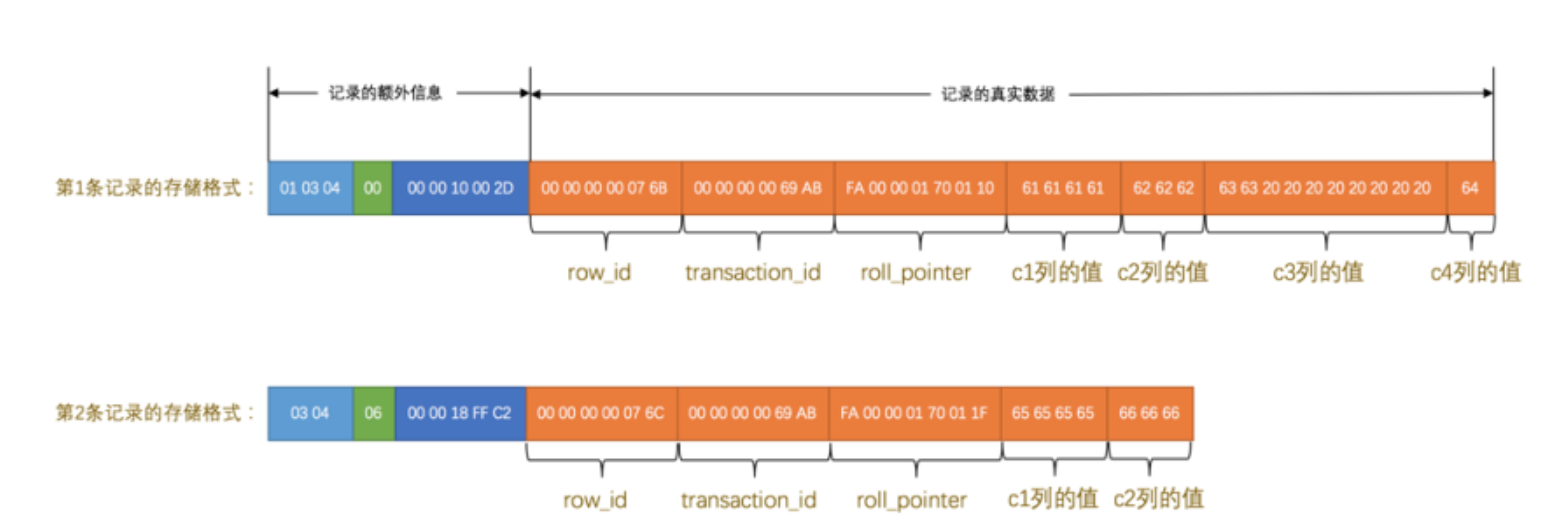 记录的额外信息 记录的真实数据
第1条记录的存储格式： 01 03 04 00 00 00 10 00 2D 00 00 00 00 07 6B 00 00 00 00 69 AB FA 00 00 01 70 01 10 61 61 61 61 62 62 62 63 63 20 20 20 20 20 20 20 20 64
row_id transaction_id roll_pointer c1列的值 c2列的值 c3列的值 c4列的值
第2条记录的存储格式： 03 04 06 00 00 18 FF C2 00 00 00 00 07 6C 00 00 00 00 69 AB FA 00 00 01 70 01 1F 65 65 65 65 66 66 66
row_id transaction_id roll_pointer c1列的值 c2列的值